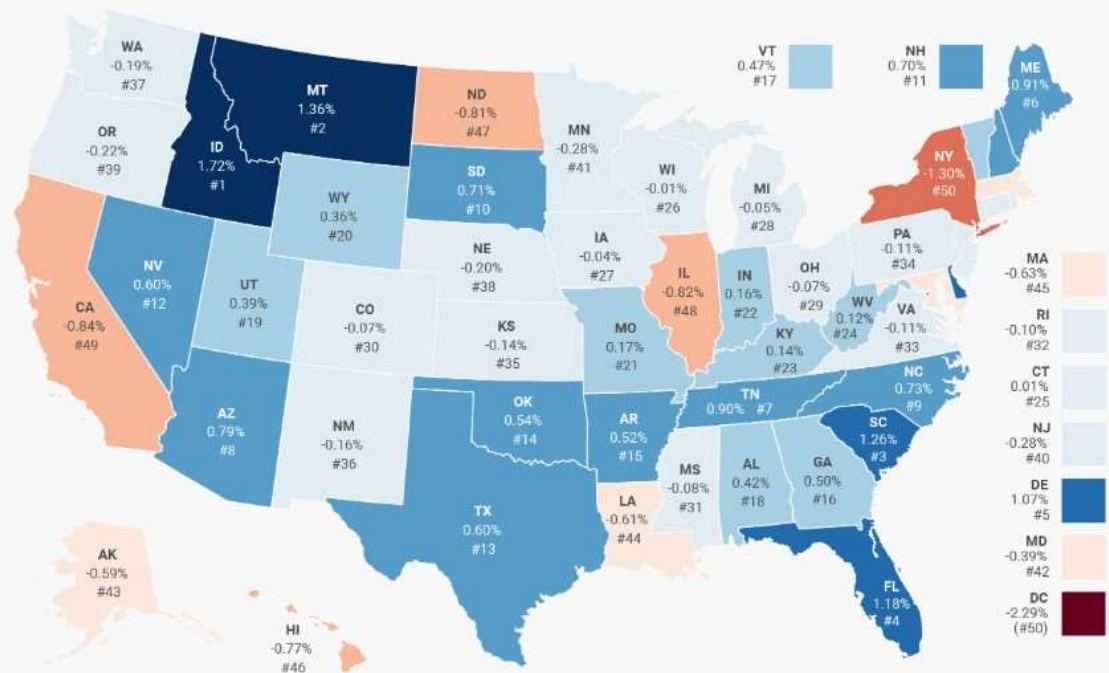 WA
-0.19%
#37
MT
1.36%
#2
ND
-0.81%
#47
MN
-0.28%
#41
VT
0.47%
#17
NH
0.70%
#11
ME
0.91%
#6
OR
-0.22%
#39
ID
1.72%
#1
WY
0.36%
#20
SD
0.71%
#10
WI
-0.01%
#26
MI
-0.05%
#28
NY
-1.30%
#50
CA
-0.84%
#49
NV
0.60%
#12
UT
0.39%
#19
CO
-0.07%
#30
NE
-0.20%
#38
KS
-0.14%
#35
IA
-0.04%
#27
MO
0.17%
#21
IL
-0.82%
#48
IN
0.16%
#22
OH
-0.07%
#29
KY
0.14%
#23
WV
0.12%
#24
PA
-0.11%
#34
VA
-0.11%
#33
MA
-0.63%
#45
RI
-0.10%
#32
CT
0.01%
#25
NJ
-0.28%
#40
DE
1.07%
#5
MD
-0.39%
#42
DC
-2.29%
(#50)
AZ
0.79%
#8
NM
-0.16%
#36
OK
0.54%
#14
AR
0.52%
#15
TN
0.90% #7
NC
0.73%
#9
SC
1.26%
#3
TX
0.60%
#13
LA
-0.61%
#44
MS
-0.08%
#31
AL
0.42%
#18
GA
0.50%
#16
FL
1.18%
#4
AK
-0.59%
#43
HI
-0.77%
#46